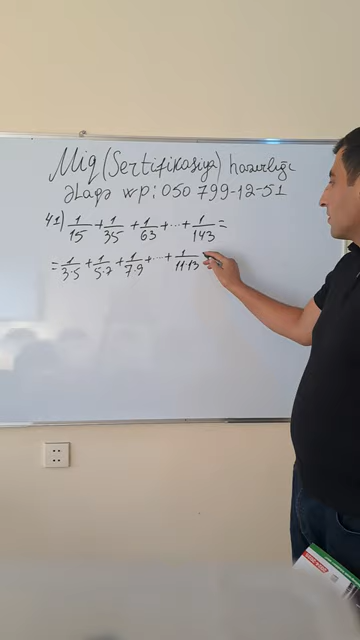 Miq (Sertifikasiya) hazırlığı
Əlaqə wp: 050 799-12-51
41) 1/15 + 1/35 + 1/63 + ... + 1/143 =
= 1/3·5 + 1/5·7 + 1/7·9 + ... + 1/11·13